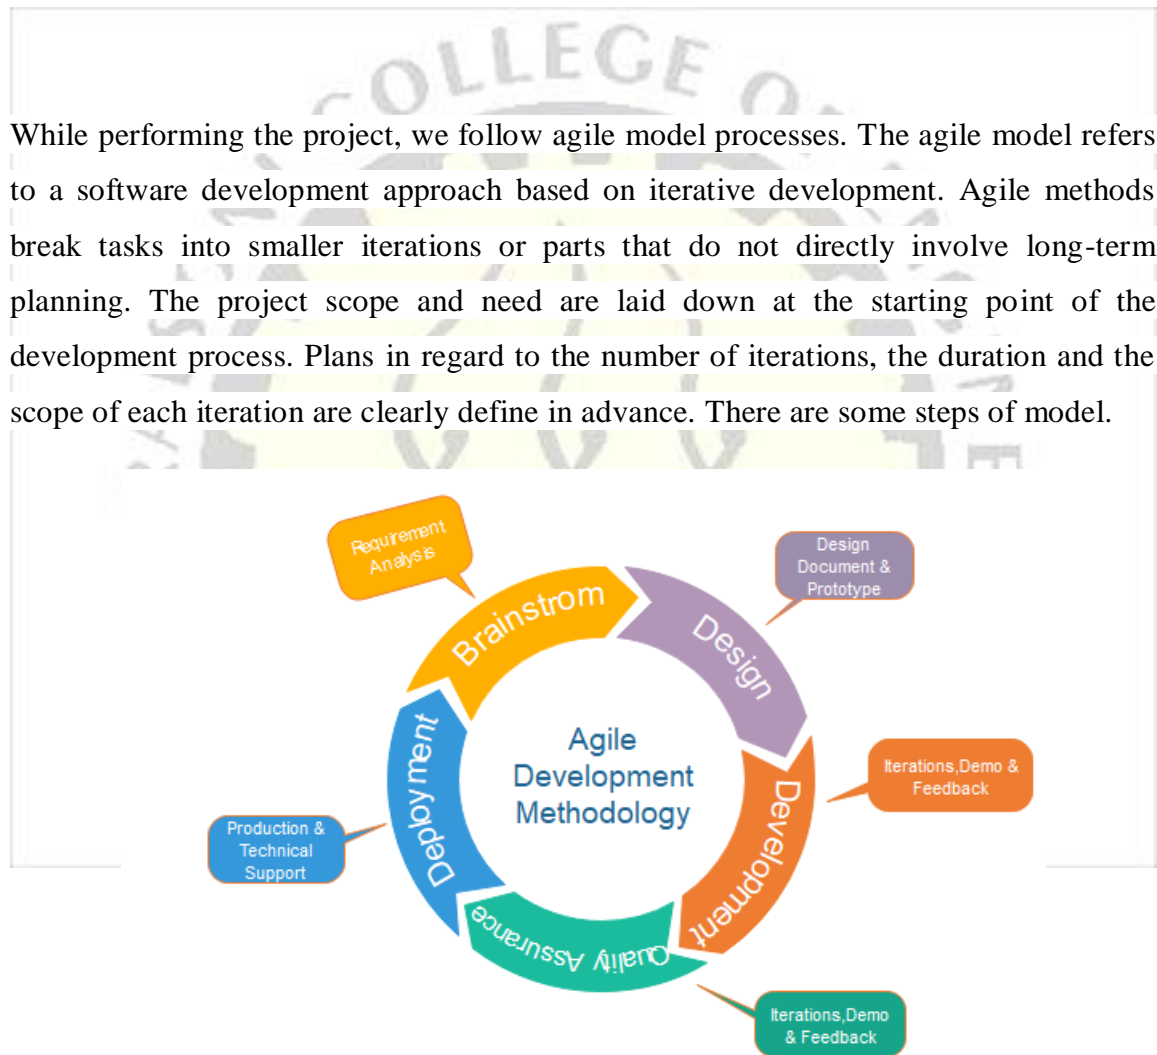 COLLEGE O
While performing the project, we follow agile model processes. The agile model refers
to a software development approach based on iterative development. Agile methods
break tasks into smaller iterations or parts that do not directly involve long-term
planning. The project scope and need are laid down at the starting point of the
development process. Plans in regard to the number of iterations, the duration and the
scope of each iteration are clearly define in advance. There are some steps of model.
Requirement
Analysis
Brainstrom
Design
Document &
Prototype
Design
Iterations,Demo &
Feedback
Development
Agile
Development
Methodology
Deployment
Production &
Technical
Support
Quality Assurance
Iterations,Demo
& Feedback